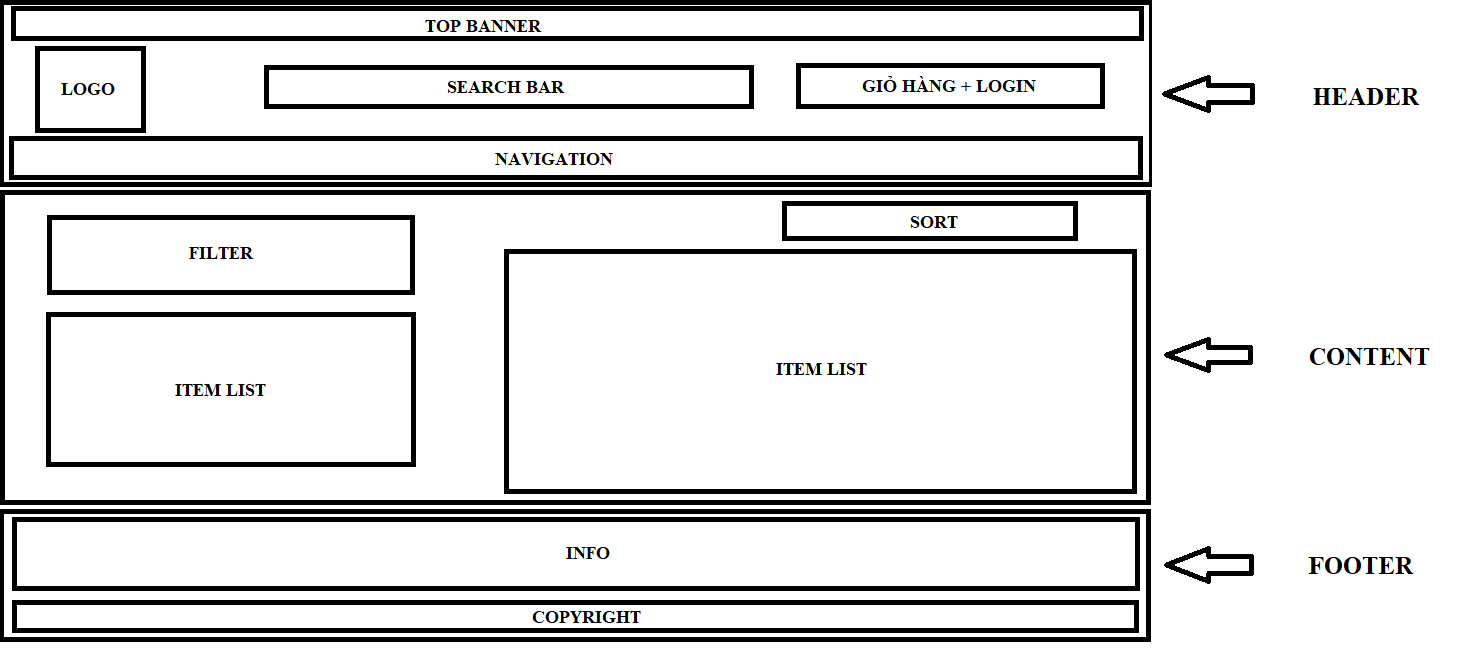 TOP BANNER
LOGO
SEARCH BAR
GIỎ HÀNG + LOGIN
HEADER
NAVIGATION
FILTER
SORT
ITEM LIST
ITEM LIST
CONTENT
INFO
FOOTER
COPYRIGHT